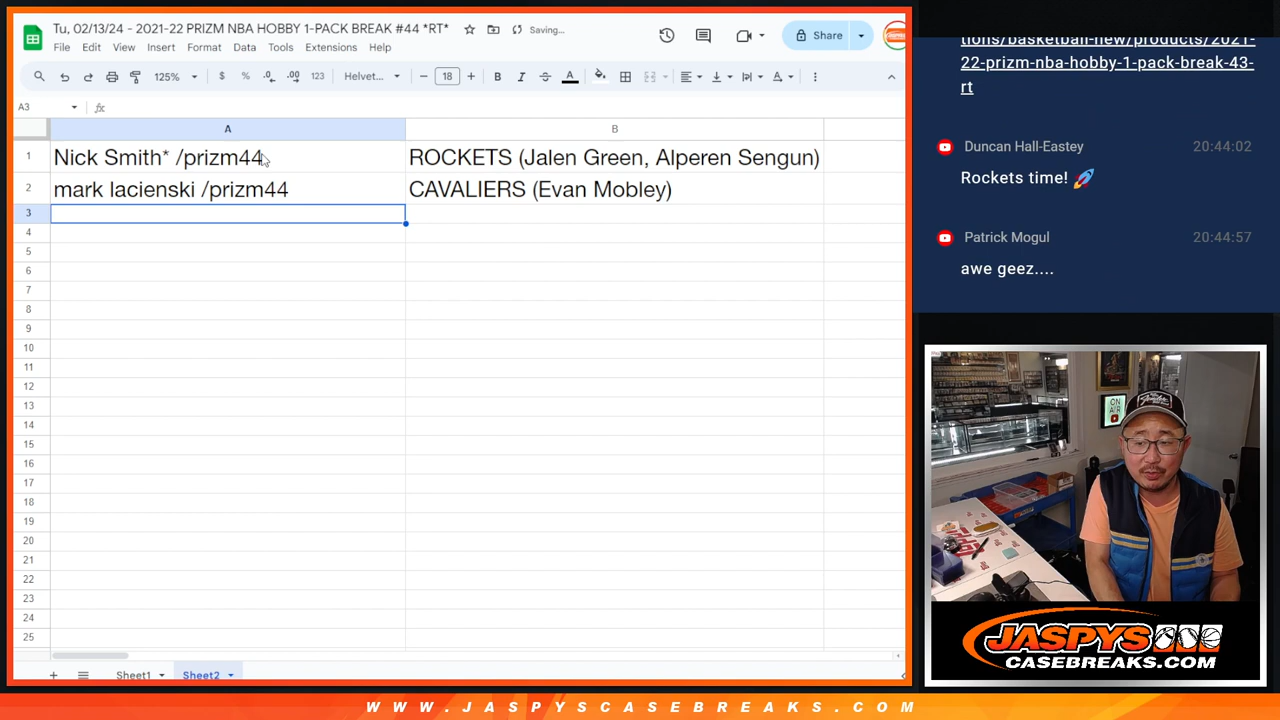 Tu, 02/13/24 - 2021-22 PRIZM NBA HOBBY 1-PACK BREAK #44 *RT*
Saving...
File Edit View Insert Format Data Tools Extensions Help
Share
125%
$ % .0 .00 123
Helvet...
18
B I A
A3
fx
A B
1 Nick Smith* /prizm44 ROCKETS (Jalen Green, Alperen Sengun)
2 mark lacienski /prizm44 CAVALIERS (Evan Mobley)
3
4
5
6
7
8
9
10
11
12
13
14
15
16
17
18
19
20
21
22
23
24
25
Sheet1 Sheet2
tions/basketball-new/products/2021-
22-prizm-nba-hobby-1-pack-break-43-
rt
Duncan Hall-Eastey 20:44:02
Rockets time! 🚀
Patrick Mogul 20:44:57
awe geez....
ON
AIR
JASPYS
CASEBREAKS.COM
WWW.JASPYSCASEBREAKS.COM